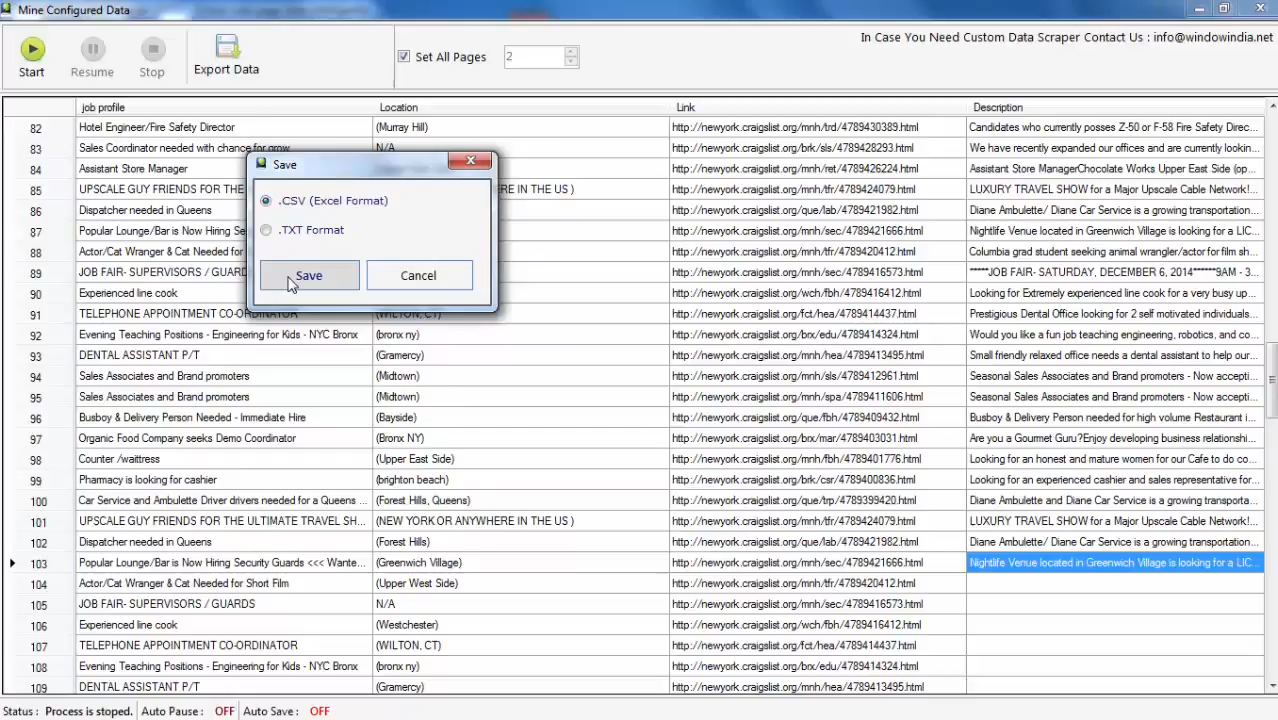 Mine Configured Data
Start
Resume
Stop
Export Data
Set All Pages 2
In Case You Need Custom Data Scraper Contact Us : info@windowindia.net
job profile Location Link Description
82 Hotel Engineer/Fire Safety Director (Murray Hill) http://newyork.craigslist.org/mnh/trd/4789430389.html Candidates who currently posses Z-50 or F-58 Fire Safety Direc...
83 Sales Coordinator needed with chance for grow N/A http://newyork.craigslist.org/brk/sls/4789428293.html We have recently expanded our offices and are currently lookin...
84 Assistant Store Manager http://newyork.craigslist.org/mnh/ret/4789426224.html Assistant Store ManagerChocolate Works Upper East Side (op...
85 UPSCALE GUY FRIENDS FOR THE ERE IN THE US ) http://newyork.craigslist.org/mnh/tfr/4789424079.html LUXURY TRAVEL SHOW for a Major Upscale Cable Network!...
86 Dispatcher needed in Queens http://newyork.craigslist.org/que/lab/4789421982.html Diane Ambulette/ Diane Car Service is a growing transportation...
87 Popular Lounge/Bar is Now Hiring Se http://newyork.craigslist.org/mnh/sec/4789421666.html Nightlife Venue located in Greenwich Village is looking for a LIC...
88 Actor/Cat Wranger & Cat Needed for http://newyork.craigslist.org/mnh/tfr/4789420412.html Columbia grad student seeking animal wrangler/actor for film sh...
89 JOB FAIR- SUPERVISORS / GUARD http://newyork.craigslist.org/mnh/sec/4789416573.html *****JOB FAIR- SATURDAY, DECEMBER 6, 2014******9AM - 3...
90 Experienced line cook http://newyork.craigslist.org/wch/fbh/4789416412.html Looking for Extremely experienced line cook for a very busy up...
91 TELEPHONE APPOINTMENT CO-ORDINATOR (WILTON, CT) http://newyork.craigslist.org/fct/hea/4789414437.html Prestigious Dental Office looking for 2 self motivated individuals...
92 Evening Teaching Positions - Engineering for Kids - NYC Bronx (bronx ny) http://newyork.craigslist.org/brx/edu/4789414324.html Would you like a fun job teaching engineering, robotics, and co...
93 DENTAL ASSISTANT P/T (Gramercy) http://newyork.craigslist.org/mnh/hea/4789413495.html Small friendly relaxed office needs a dental assistant to help our...
94 Sales Associates and Brand promoters (Midtown) http://newyork.craigslist.org/mnh/sls/4789412961.html Seasonal Sales Associates and Brand promoters - Now accepti...
95 Sales Associates and Brand promoters (Midtown) http://newyork.craigslist.org/mnh/spa/4789411606.html Seasonal Sales Associates and Brand promoters - Now accepti...
96 Busboy & Delivery Person Needed - Immediate Hire (Bayside) http://newyork.craigslist.org/que/fbh/4789409432.html Busboy & Delivery Person needed for high volume Restaurant i...
97 Organic Food Company seeks Demo Coordinator (Bronx NY) http://newyork.craigslist.org/brx/mar/4789403031.html Are you a Gourmet Guru?Enjoy developing business relationshi...
98 Counter /waittress (Upper East Side) http://newyork.craigslist.org/mnh/fbh/4789401776.html Looking for an honest and mature women for our Cafe to do co...
99 Pharmacy is looking for cashier (brighton beach) http://newyork.craigslist.org/brk/csr/4789400836.html Looking for an experienced cashier and sales representative for...
100 Car Service and Ambulette Driver drivers needed for a Queens ... (Forest Hills, Queens) http://newyork.craigslist.org/que/trp/4789399420.html Diane Ambulette and Diane Car Service is a growing transporta...
101 UPSCALE GUY FRIENDS FOR THE ULTIMATE TRAVEL SH... (NEW YORK OR ANYWHERE IN THE US ) http://newyork.craigslist.org/mnh/tfr/4789424079.html LUXURY TRAVEL SHOW for a Major Upscale Cable Network!...
102 Dispatcher needed in Queens (Forest Hills) http://newyork.craigslist.org/que/lab/4789421982.html Diane Ambulette/ Diane Car Service is a growing transportation...
103 Popular Lounge/Bar is Now Hiring Security Guards <<< Wante... (Greenwich Village) http://newyork.craigslist.org/mnh/sec/4789421666.html Nightlife Venue located in Greenwich Village is looking for a LIC...
104 Actor/Cat Wranger & Cat Needed for Short Film (Upper West Side) http://newyork.craigslist.org/mnh/tfr/4789420412.html
105 JOB FAIR- SUPERVISORS / GUARDS N/A http://newyork.craigslist.org/mnh/sec/4789416573.html
106 Experienced line cook (Westchester) http://newyork.craigslist.org/wch/fbh/4789416412.html
107 TELEPHONE APPOINTMENT CO-ORDINATOR (WILTON, CT) http://newyork.craigslist.org/fct/hea/4789414437.html
108 Evening Teaching Positions - Engineering for Kids - NYC Bronx (bronx ny) http://newyork.craigslist.org/brx/edu/4789414324.html
109 DENTAL ASSISTANT P/T (Gramercy) http://newyork.craigslist.org/mnh/hea/4789413495.html
Save
.CSV (Excel Format)
.TXT Format
Save Cancel
Status : Process is stoped. Auto Pause : OFF Auto Save : OFF